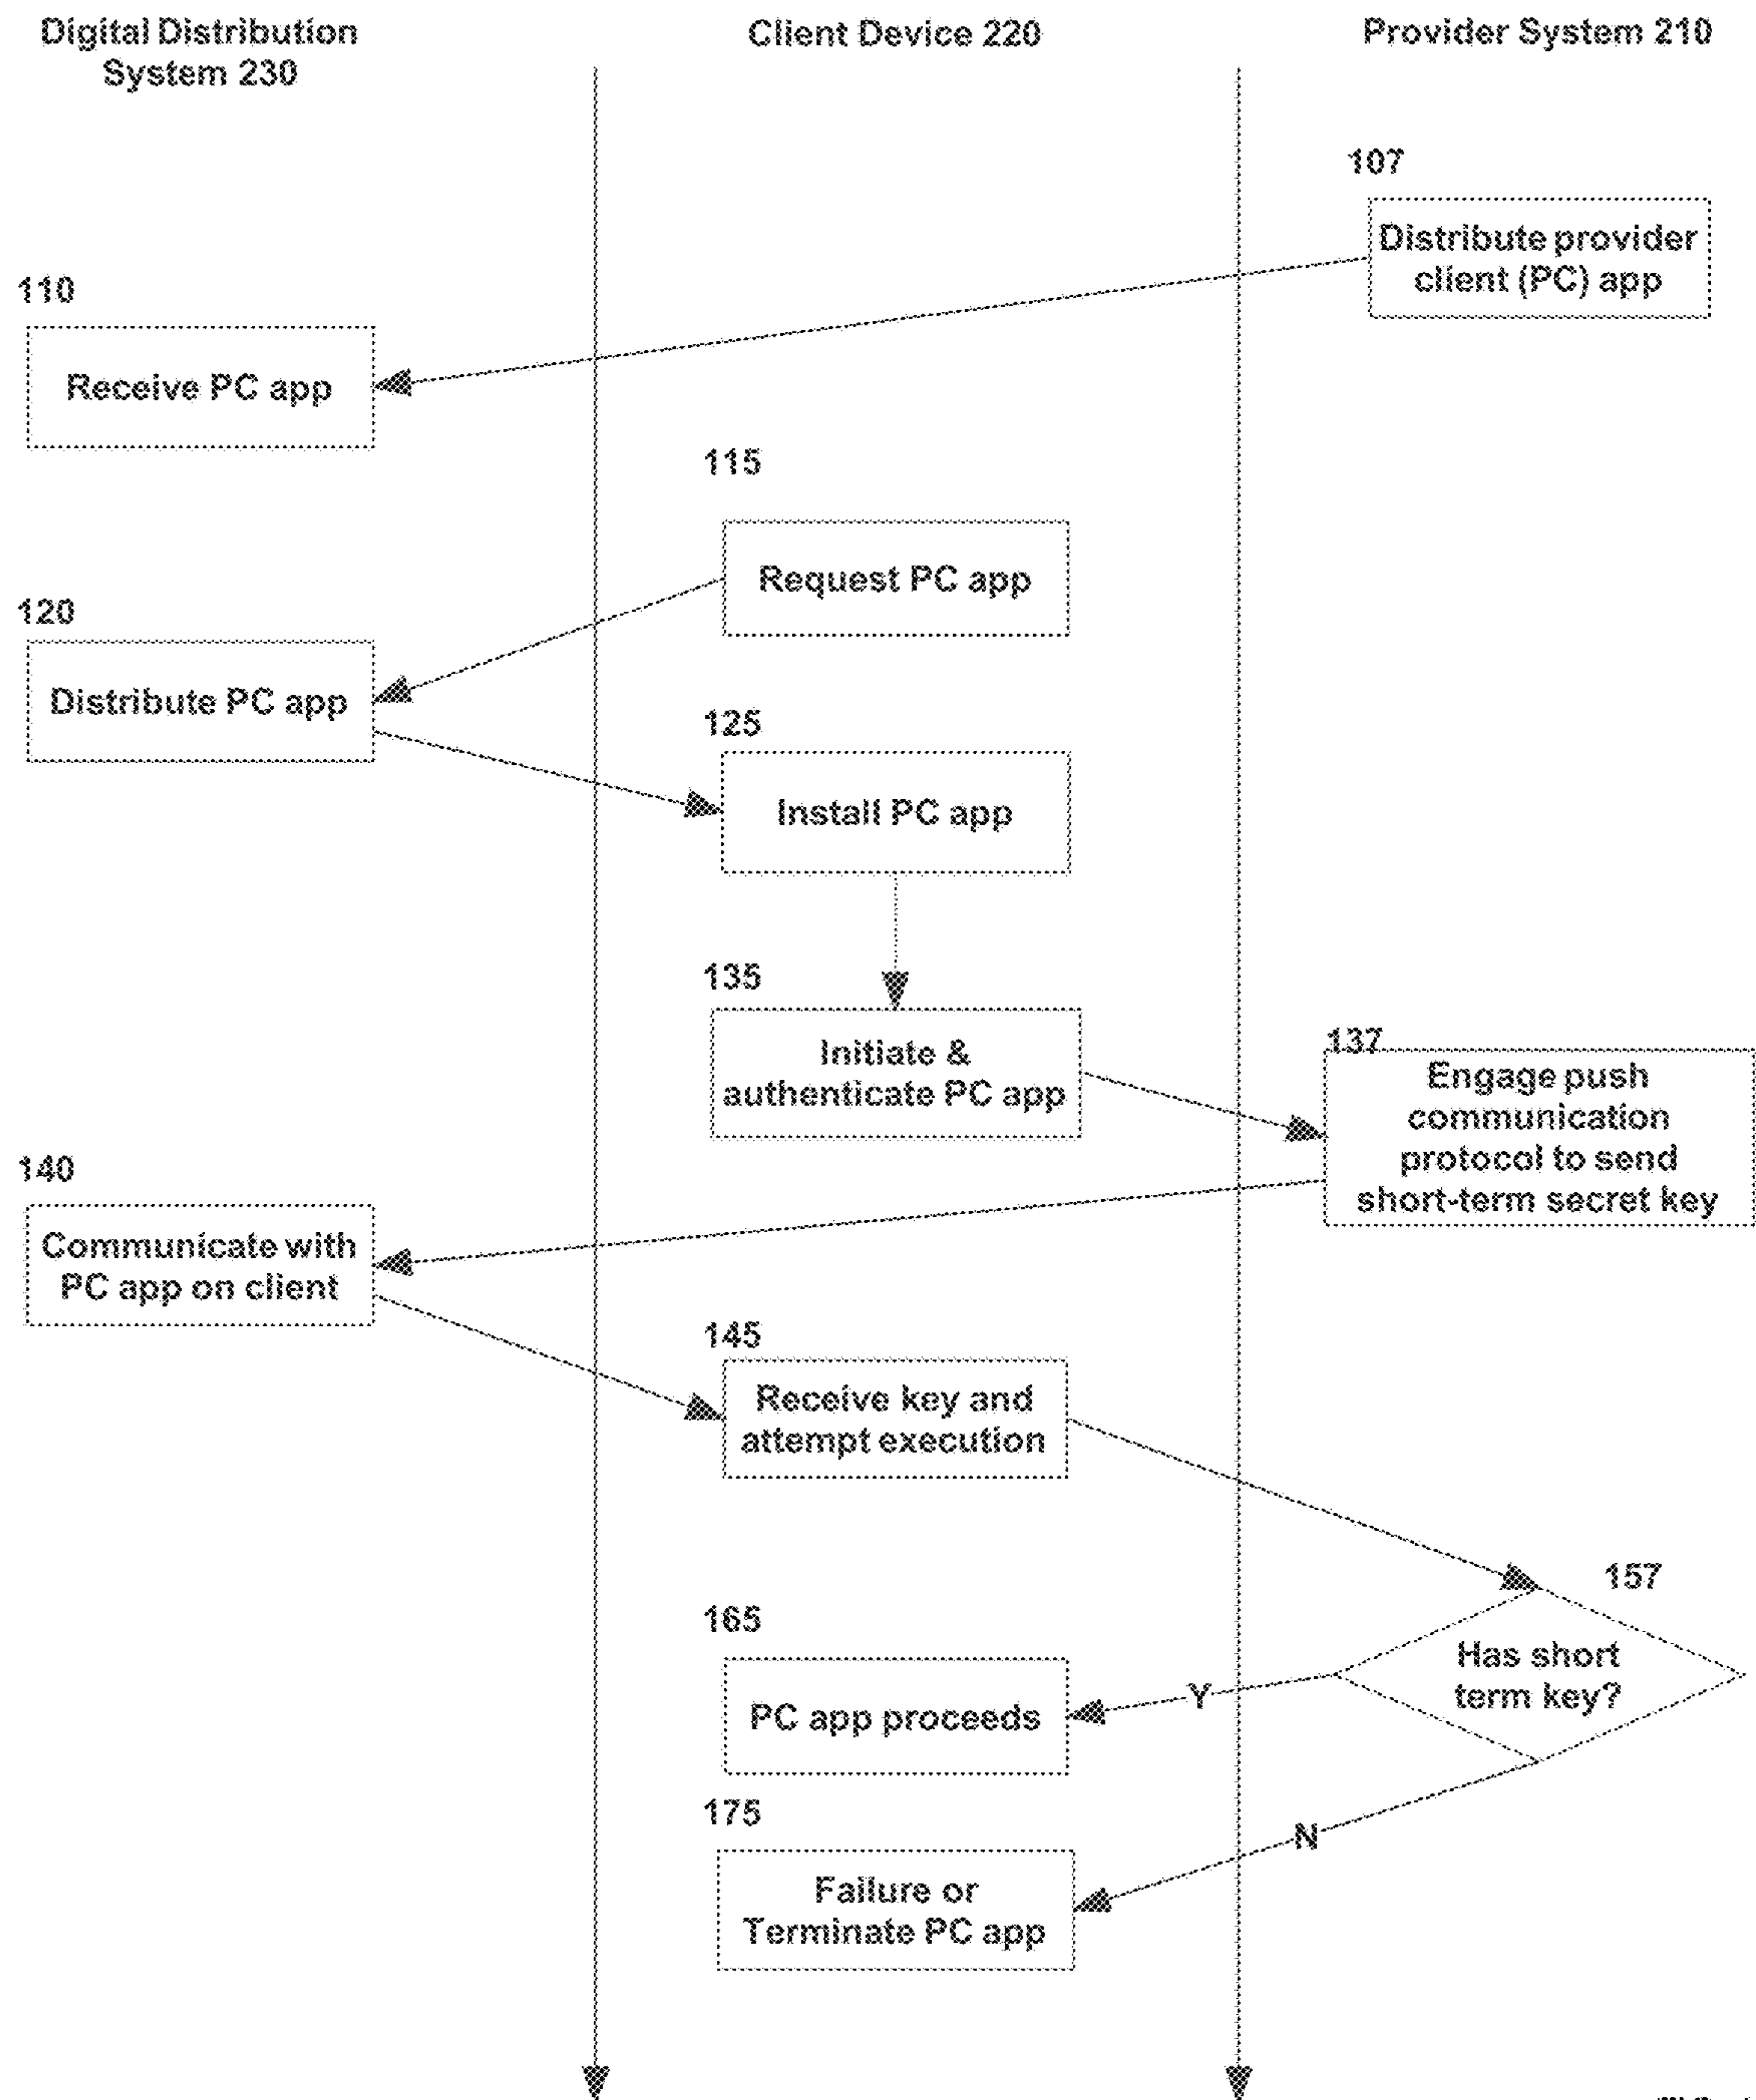 Digital Distribution
System 230
Client Device 220
Provider System 210
107
Distribute provider
client (PC) app
110
Receive PC app
115
Request PC app
120
Distribute PC app
125
Install PC app
135
Initiate &
authenticate PC app
137
Engage push
communication
protocol to send
short-term secret key
140
Communicate with
PC app on client
145
Receive key and
attempt execution
157
Has short
term key?
165
Y
PC app proceeds
175
N
Failure or
Terminate PC app